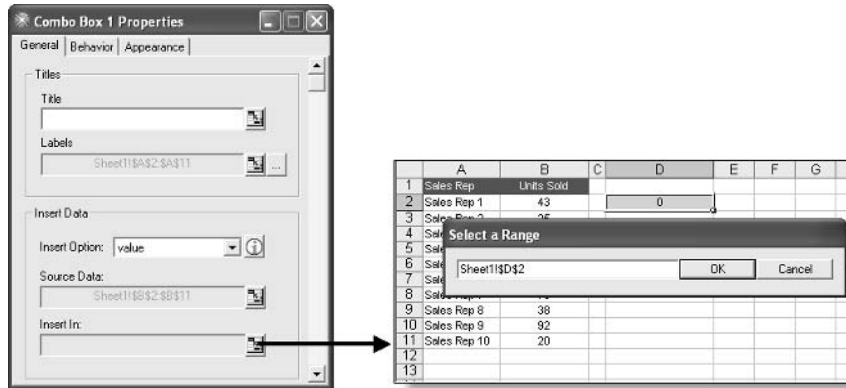 Combo Box 1 Properties
General Behavior Appearance
Titles
Title
Labels
Sheet1!$A$2:$A$11
...
Insert Data
Insert Option: value
Source Data:
Sheet1!$B$2:$B$11
Insert In:
A B C D E F G
1 Sales Rep Units Sold
2 Sales Rep 1 43 0
3
4
5
6
7
8
Select a Range
Sheet1!$D$2 OK Cancel
9 Sales Rep 8 38
10 Sales Rep 9 92
11 Sales Rep 10 20
12
13